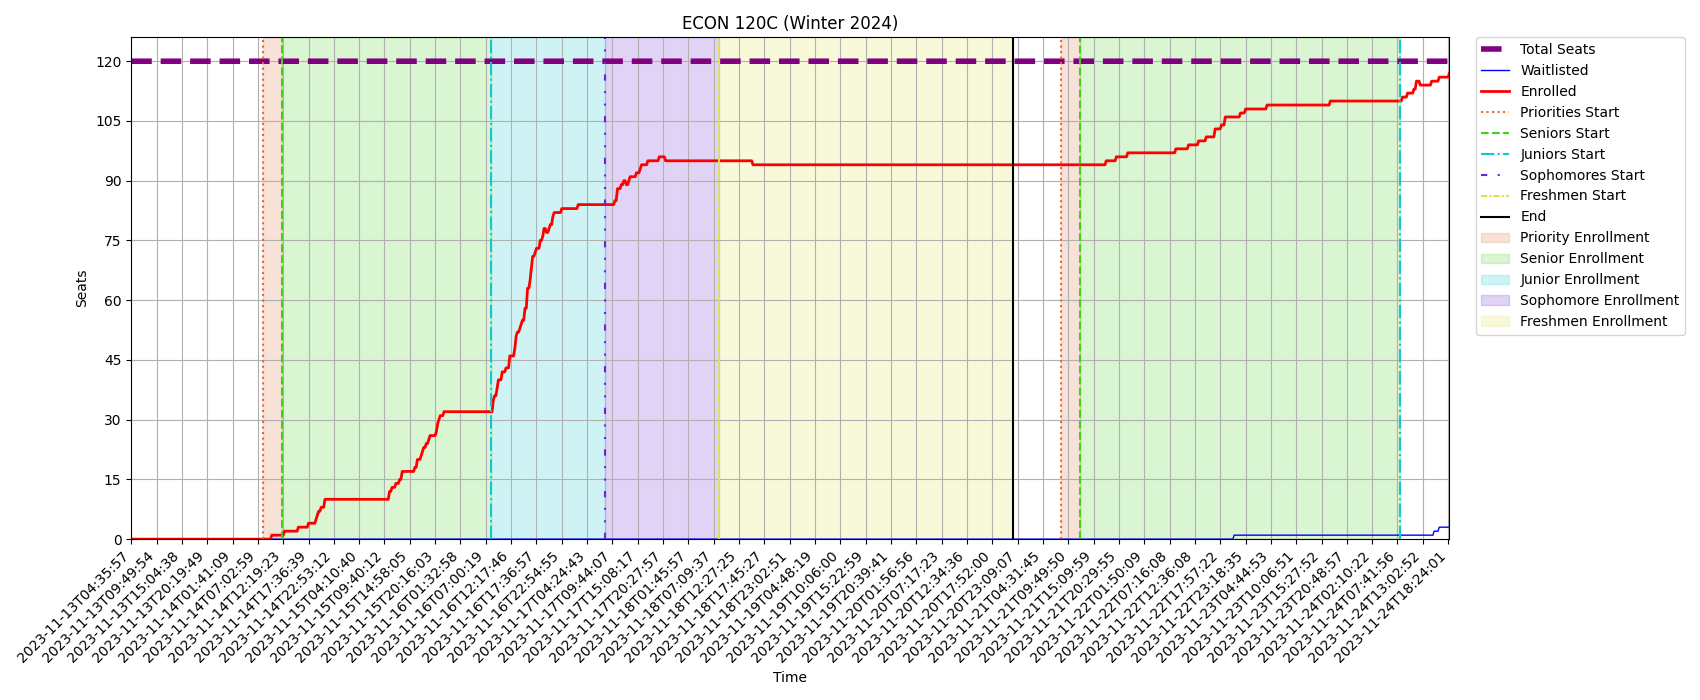 ECON 120C (Winter 2024)
Total Seats
Waitlisted
Enrolled
Priorities Start
Seniors Start
Juniors Start
Sophomores Start
Freshmen Start
End
Priority Enrollment
Senior Enrollment
Junior Enrollment
Sophomore Enrollment
Freshmen Enrollment
Seats
120
105
90
75
60
45
30
15
0
2023-11-13T04:35:57
2023-11-13T09:49:54
2023-11-13T15:04:38
2023-11-13T20:19:49
2023-11-14T01:41:09
2023-11-14T07:02:59
2023-11-14T12:19:23
2023-11-14T17:36:39
2023-11-14T22:53:12
2023-11-15T04:10:40
2023-11-15T09:40:12
2023-11-15T14:58:05
2023-11-15T20:16:03
2023-11-16T01:32:58
2023-11-16T07:00:19
2023-11-16T12:17:46
2023-11-16T17:36:57
2023-11-16T22:54:55
2023-11-17T04:24:43
2023-11-17T09:44:07
2023-11-17T15:08:17
2023-11-17T20:27:57
2023-11-18T01:45:57
2023-11-18T07:09:37
2023-11-18T12:27:25
2023-11-18T17:45:27
2023-11-18T23:02:51
2023-11-19T04:48:19
2023-11-19T10:06:00
2023-11-19T15:22:59
2023-11-19T20:39:41
2023-11-20T01:56:56
2023-11-20T07:17:23
2023-11-20T12:34:36
2023-11-20T17:52:00
2023-11-20T23:09:07
2023-11-21T04:31:45
2023-11-21T09:49:50
2023-11-21T15:09:59
2023-11-21T20:29:55
2023-11-22T01:50:09
2023-11-22T07:16:08
2023-11-22T12:36:08
2023-11-22T17:57:22
2023-11-22T23:18:35
2023-11-23T04:44:53
2023-11-23T10:06:51
2023-11-23T15:27:52
2023-11-23T20:48:57
2023-11-24T02:10:22
2023-11-24T07:41:56
2023-11-24T13:02:52
2023-11-24T18:24:01
Time